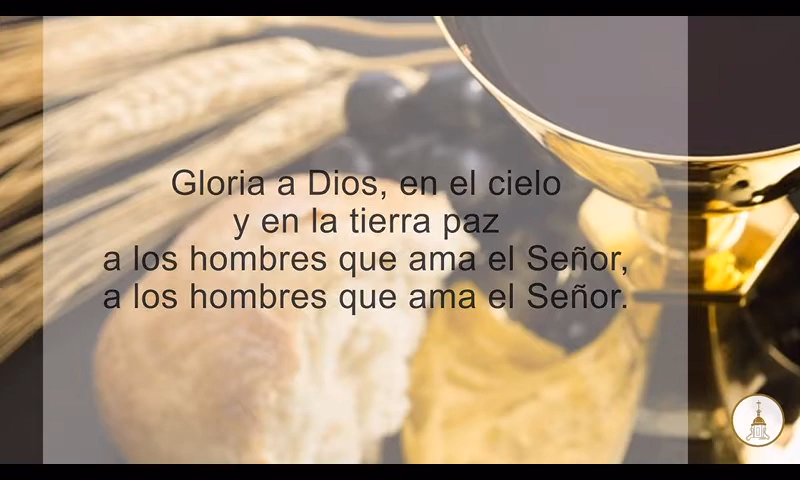 Gloria a Dios, en el cielo
y en la tierra paz
a los hombres que ama el Señor,
a los hombres que ama el Señor.